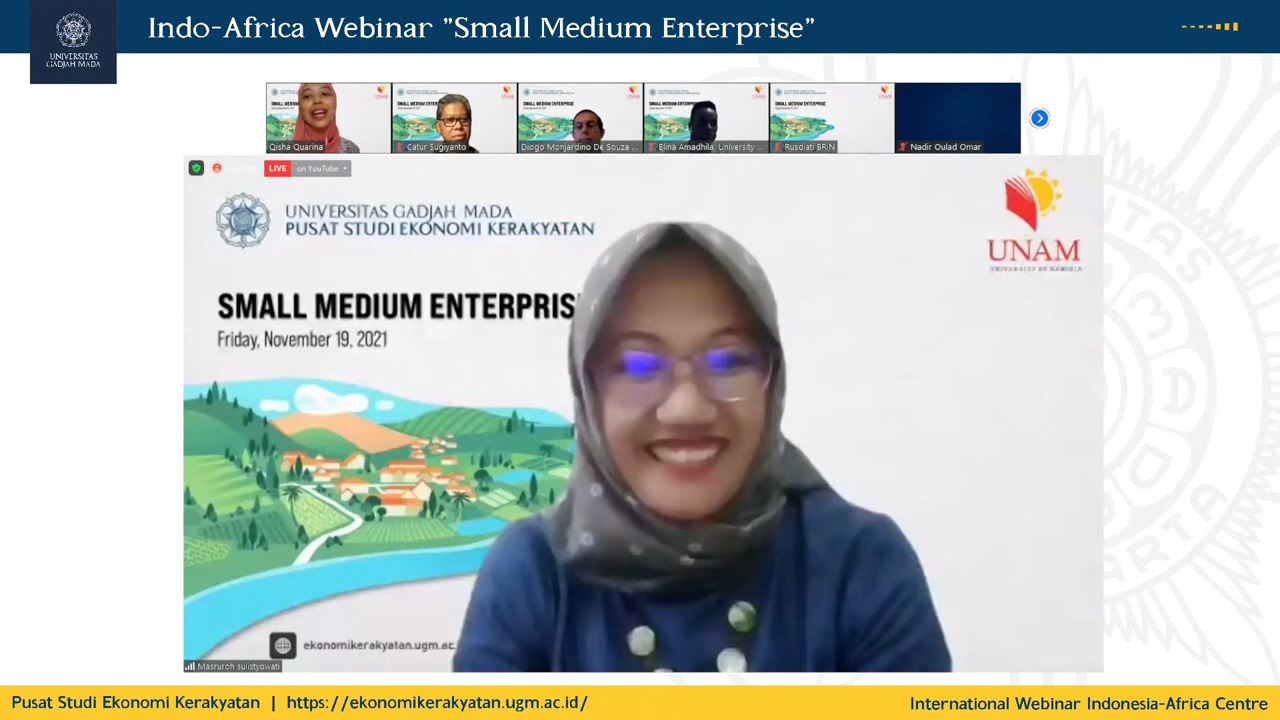 Indo-Africa Webinar "Small Medium Enterprise"
UNIVERSITAS
GADJAH MADA
Qisha Quarina
Catur Sugiyanto
Diogo Monjardino De Souza ...
Elina Amadhila_University ...
Rusdiati BRIN
Nadir Oulad Omar
LIVE on YouTube
UNIVERSITAS GADJAH MADA
PUSAT STUDI EKONOMI KERAKYATAN
UNAM
UNIVERSITY OF NAMIBIA
SMALL MEDIUM ENTERPRIS
Friday, November 19, 2021
ekonomikerakyatan.ugm.ac.
Masruroh sulistyowati
Pusat Studi Ekonomi Kerakyatan | https://ekonomikerakyatan.ugm.ac.id/
International Webinar Indonesia-Africa Centre